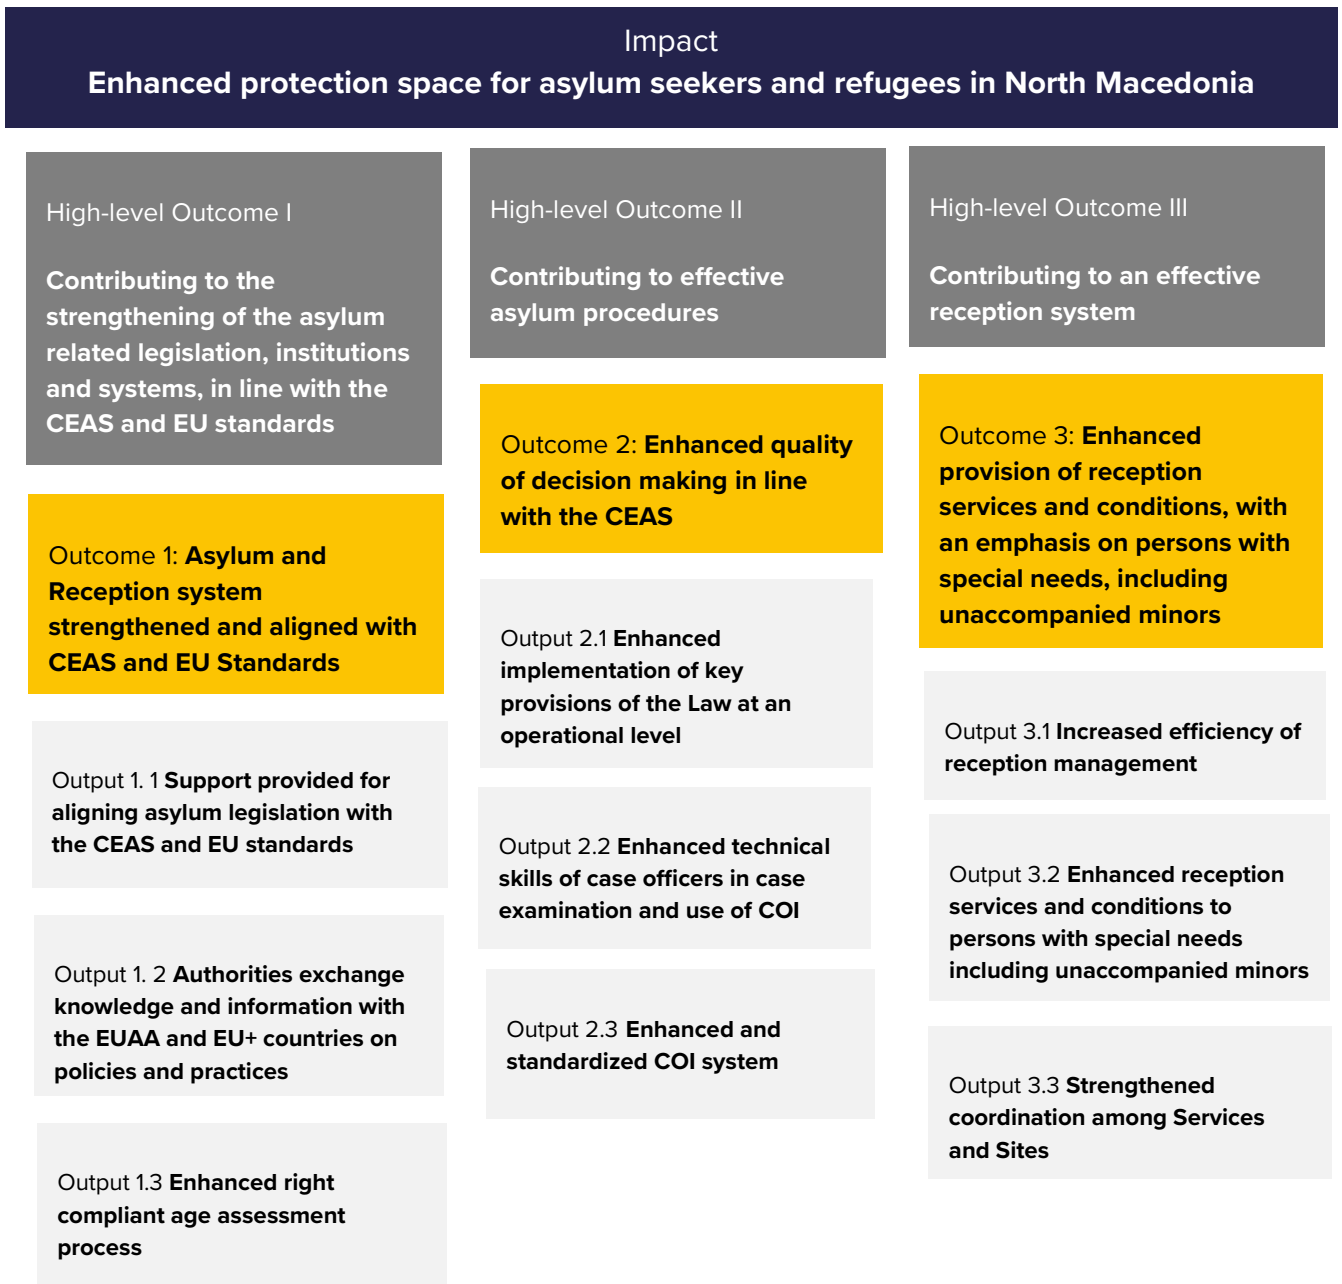 Impact
Enhanced protection space for asylum seekers and refugees in North Macedonia
High-level Outcome I
Contributing to the
strengthening of the asylum
related legislation, institutions
and systems, in line with the
CEAS and EU standards
Outcome 1: Asylum and
Reception system
strengthened and aligned with
CEAS and EU Standards
Output 1. 1 Support provided for
aligning asylum legislation with
the CEAS and EU standards
Output 1. 2 Authorities exchange
knowledge and information with
the EUAA and EU+ countries on
policies and practices
Output 1.3 Enhanced right
compliant age assessment
process
High-level Outcome II
Contributing to effective
asylum procedures
Outcome 2: Enhanced quality
of decision making in line
with the CEAS
Output 2.1 Enhanced
implementation of key
provisions of the Law at an
operational level
Output 2.2 Enhanced technical
skills of case officers in case
examination and use of COI
Output 2.3 Enhanced and
standardized COI system
High-level Outcome III
Contributing to an effective
reception system
Outcome 3: Enhanced
provision of reception
services and conditions, with
an emphasis on persons with
special needs, including
unaccompanied minors
Output 3.1 Increased efficiency of
reception management
Output 3.2 Enhanced reception
services and conditions to
persons with special needs
including unaccompanied minors
Output 3.3 Strengthened
coordination among Services
and Sites